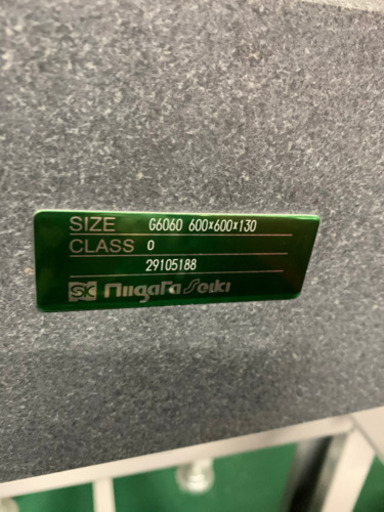 SIZE G6060 600×600×130
CLASS 0
29105188
SK Niigata Seiki